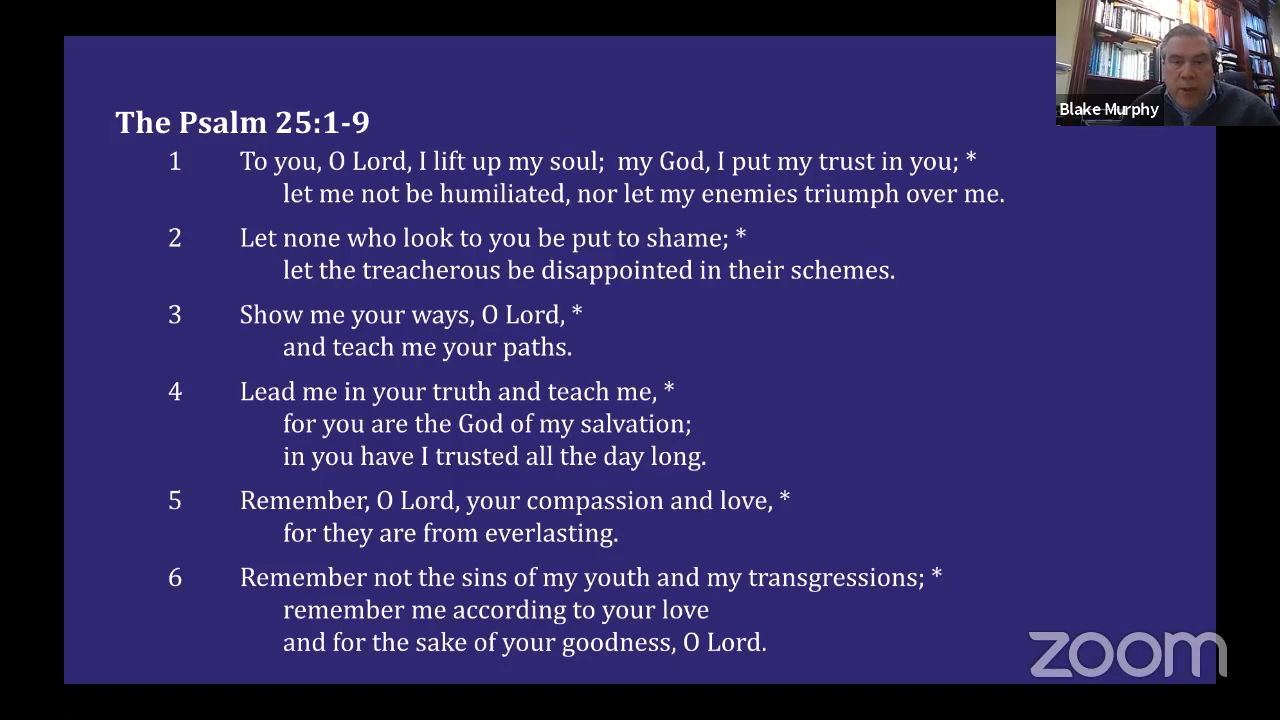 Blake Murphy
The Psalm 25:1-9
1 To you, O Lord, I lift up my soul;  my God, I put my trust in you; *
let me not be humiliated, nor let my enemies triumph over me.
2 Let none who look to you be put to shame; *
let the treacherous be disappointed in their schemes.
3 Show me your ways, O Lord, *
and teach me your paths.
4 Lead me in your truth and teach me, *
for you are the God of my salvation;
in you have I trusted all the day long.
5 Remember, O Lord, your compassion and love, *
for they are from everlasting.
6 Remember not the sins of my youth and my transgressions; *
remember me according to your love
and for the sake of your goodness, O Lord.
zoom